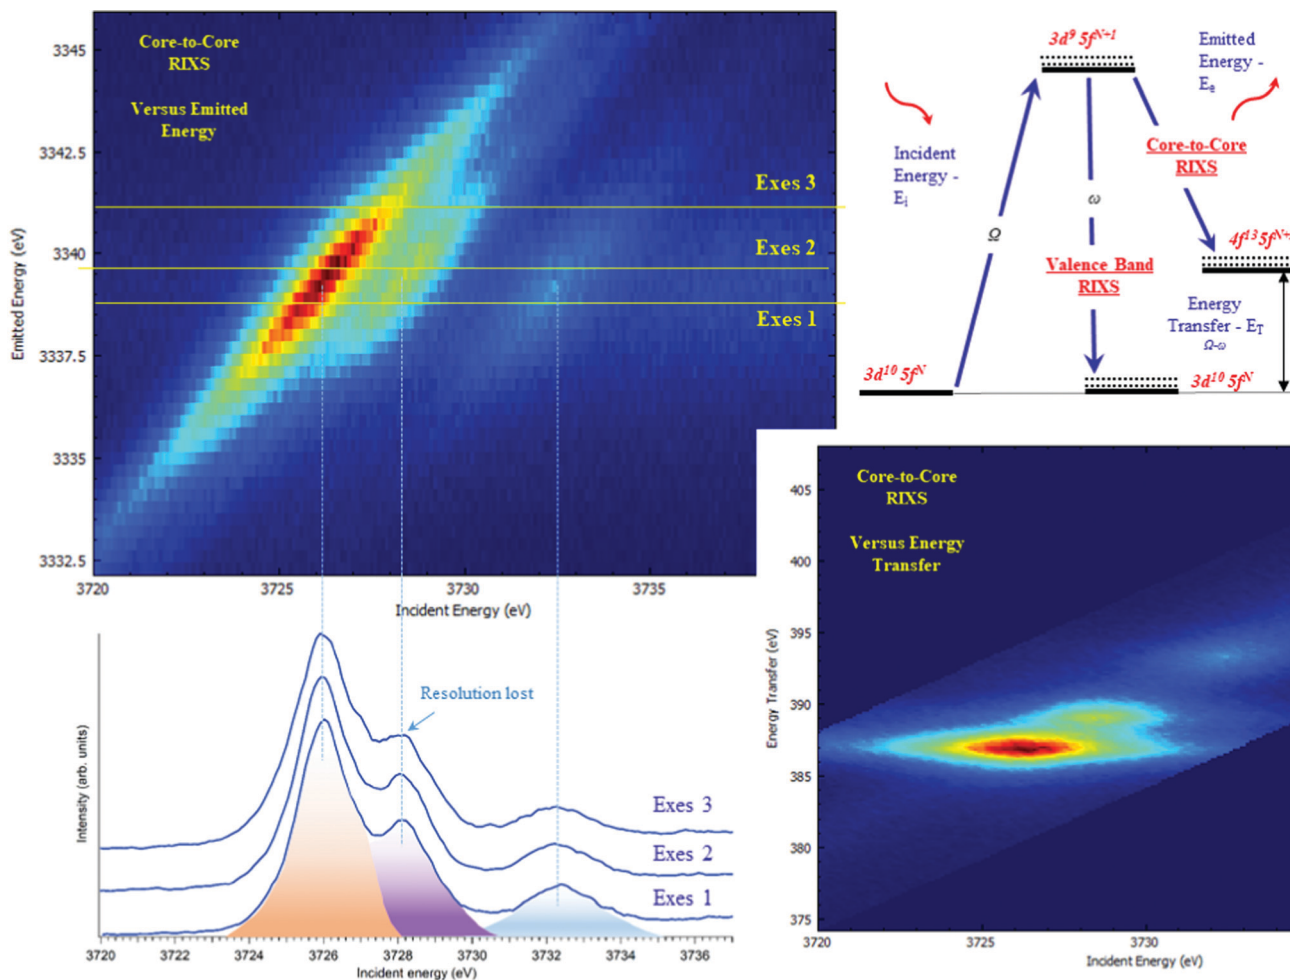 Core-to-Core
RIXS
Versus Emitted
Energy
Exes 3
Exes 2
Exes 1
3345
3342.5
3340
3337.5
3335
3332.5
Emitted Energy (eV)
3720
3725
3730
3735
Incident Energy (eV)
3d⁹ 5fᴺ⁺¹
Emitted
Energy -
Eₑ
Incident
Energy -
Eᵢ
Core-to-Core
RIXS
Ω
ω
4f¹³5fᴺ⁺
Valence Band
RIXS
Energy
Transfer - E_T
Ω-ω
3d¹⁰ 5fᴺ
3d¹⁰ 5fᴺ
Resolution lost
Exes 3
Exes 2
Exes 1
Intensity (arb. units)
3720
3722
3724
3726
3728
3730
3732
3734
3736
Incident energy (eV)
Core-to-Core
RIXS
Versus Energy
Transfer
405
400
395
390
385
380
375
Energy Transfer (eV)
3720
3725
3730
Incident Energy (eV)